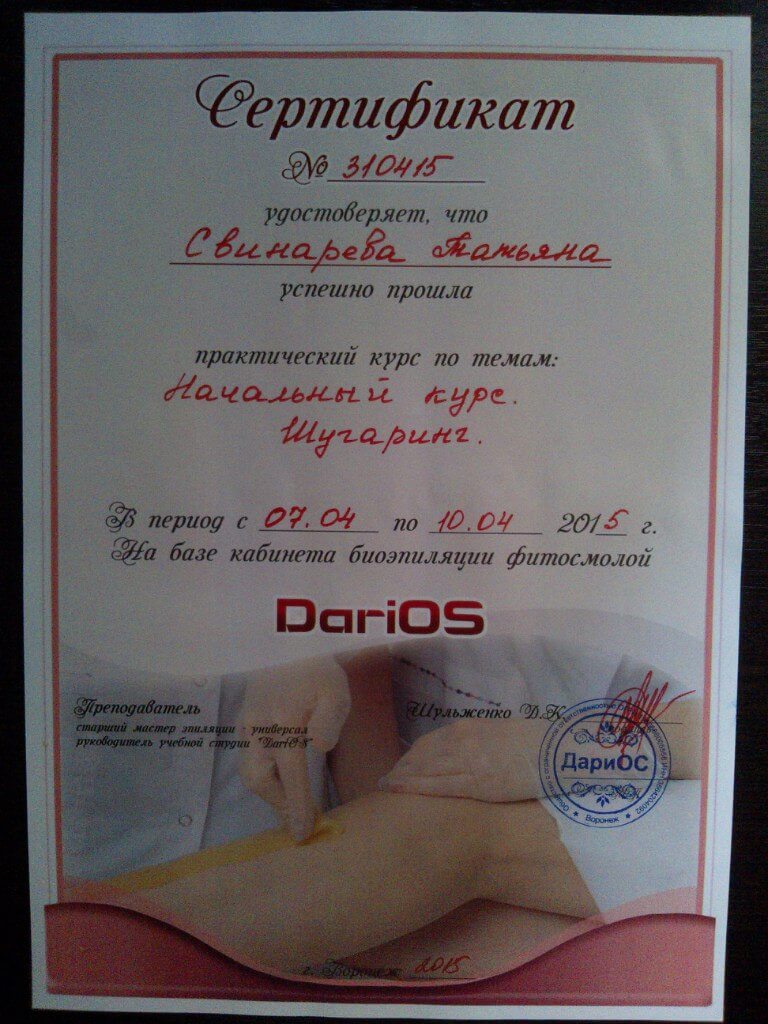 Сертификат
№ 310415
удостоверяет, что
Свинарева Татьяна
успешно прошла
практический курс по темам:
Начальный курс.
Шугаринг.
В период с 07.04 по 10.04 2015 г.
На базе кабинета биоэпиляции фитосмолой
DariOS
Преподаватель
старший мастер эпиляции - универсал
руководитель учебной студии "DariOS"
Шульженко Д.К
ДариОС
Воронеж
г. Воронеж 2015